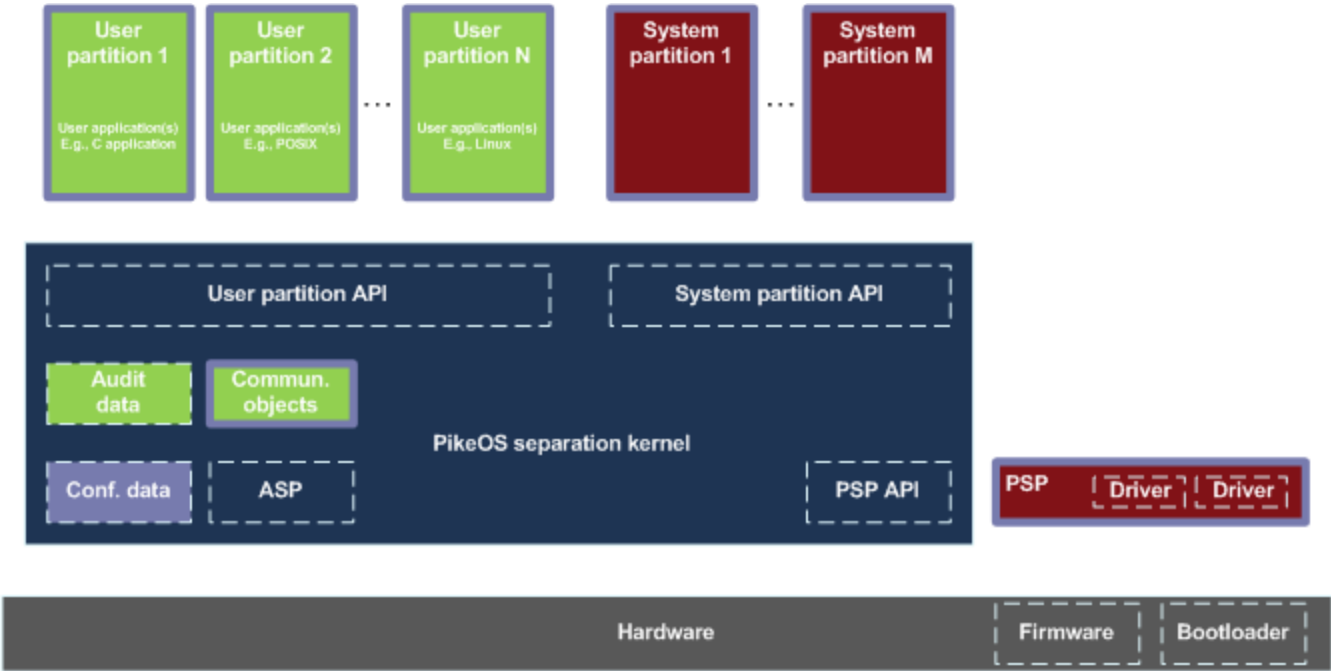 User
partition 1
User application(s)
E.g., C application
User
partition 2
User application(s)
E.g., POSIX
...
User
partition N
User application(s)
E.g., Linux
System
partition 1
...
System
partition M
User partition API
System partition API
Audit
data
Commun.
objects
PikeOS separation kernel
Conf. data
ASP
PSP API
PSP
Driver
Driver
Hardware
Firmware
Bootloader